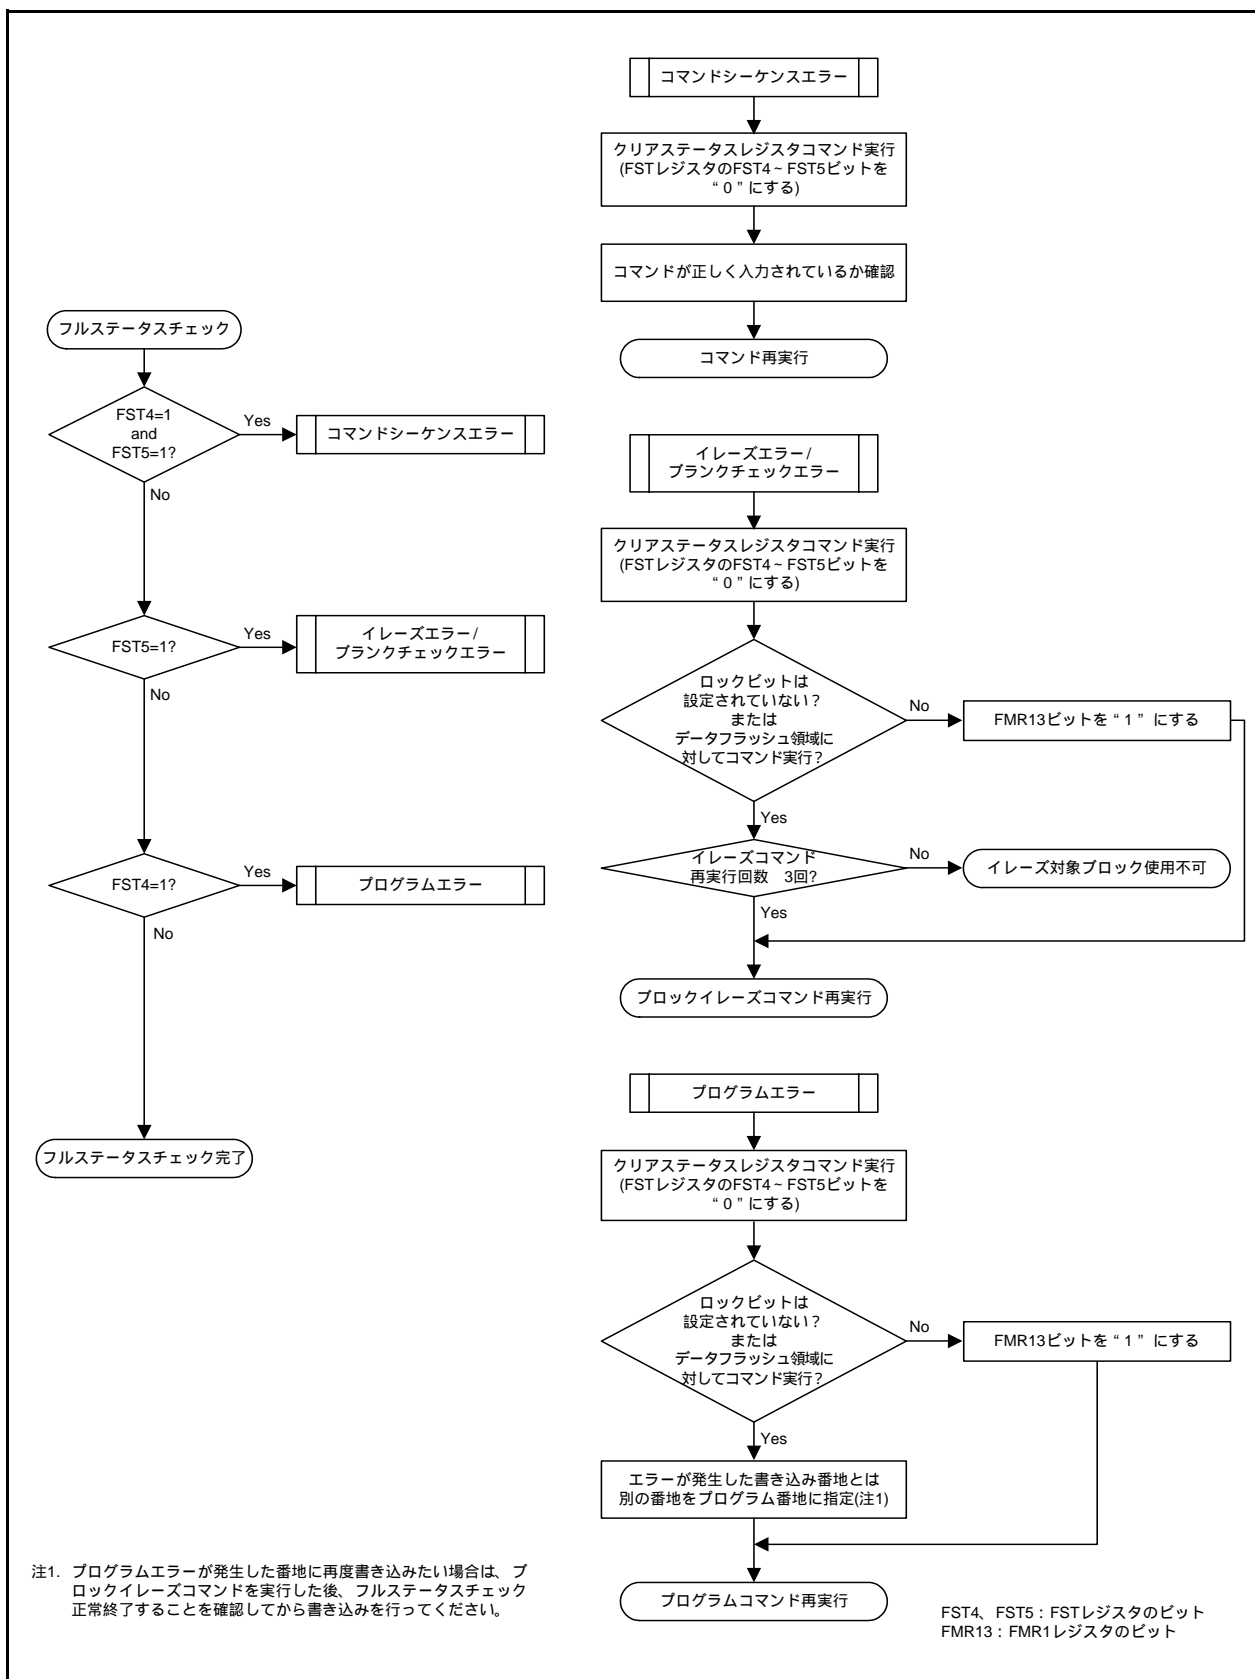 フルステータスチェック
FST4=1
and
FST5=1?
Yes
コマンドシーケンスエラー
No
FST5=1?
Yes
イレーズエラー/
ブランクチェックエラー
No
FST4=1?
Yes
プログラムエラー
No
フルステータスチェック完了
コマンドシーケンスエラー
クリアステータスレジスタコマンド実行
(FSTレジスタのFST4~FST5ビットを
“0”にする)
コマンドが正しく入力されているか確認
コマンド再実行
イレーズエラー/
ブランクチェックエラー
クリアステータスレジスタコマンド実行
(FSTレジスタのFST4~FST5ビットを
“0”にする)
ロックビットは
設定されていない?
または
データフラッシュ領域に
対してコマンド実行?
No
FMR13ビットを“1”にする
Yes
イレーズコマンド
再実行回数 3回?
No
イレーズ対象ブロック使用不可
Yes
ブロックイレーズコマンド再実行
プログラムエラー
クリアステータスレジスタコマンド実行
(FSTレジスタのFST4~FST5ビットを
“0”にする)
ロックビットは
設定されていない?
または
データフラッシュ領域に
対してコマンド実行?
No
FMR13ビットを“1”にする
Yes
エラーが発生した書き込み番地とは
別の番地をプログラム番地に指定(注1)
プログラムコマンド再実行
注1. プログラムエラーが発生した番地に再度書き込みたい場合は、ブ
ロックイレーズコマンドを実行した後、フルステータスチェック
正常終了することを確認してから書き込みを行ってください。
FST4、FST5:FSTレジスタのビット
FMR13:FMR1レジスタのビット